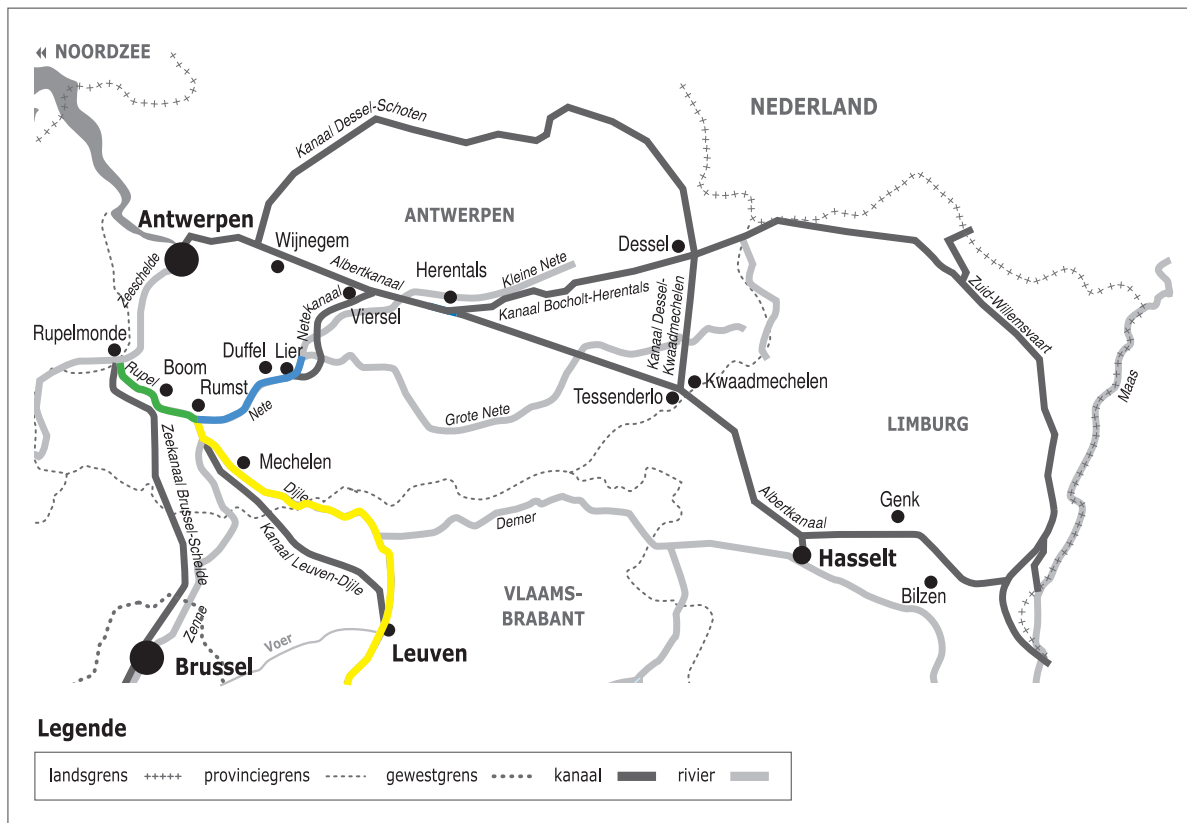 NOORDZEE
NEDERLAND
Kanaal Dessel-Schoten
Antwerpen
ANTWERPEN
Wijnegem
Dessel
Albertkanaal
Herentals
Kleine Nete
Zeeschelde
NeteKanaal
Viersel
Kanaal Bocholt-Herentals
Kanaal Dessel-
Kwaadmechelen
Zuid-Willemsvaart
Rupelmonde
Rupel
Boom
Duffel
Lier
Rumst
Nete
Grote Nete
Tessenderlo
Kwaadmechelen
Maas
LIMBURG
Mechelen
Dijle
Zeekanaal Brussel-Schelde
Kanaal Leuven-Dijle
Demer
Albertkanaal
Genk
Hasselt
Bilzen
VLAAMS-
BRABANT
Zenne
Voer
Leuven
Brussel
Legende
landsgrens provinciegrens gewestgrens kanaal rivier